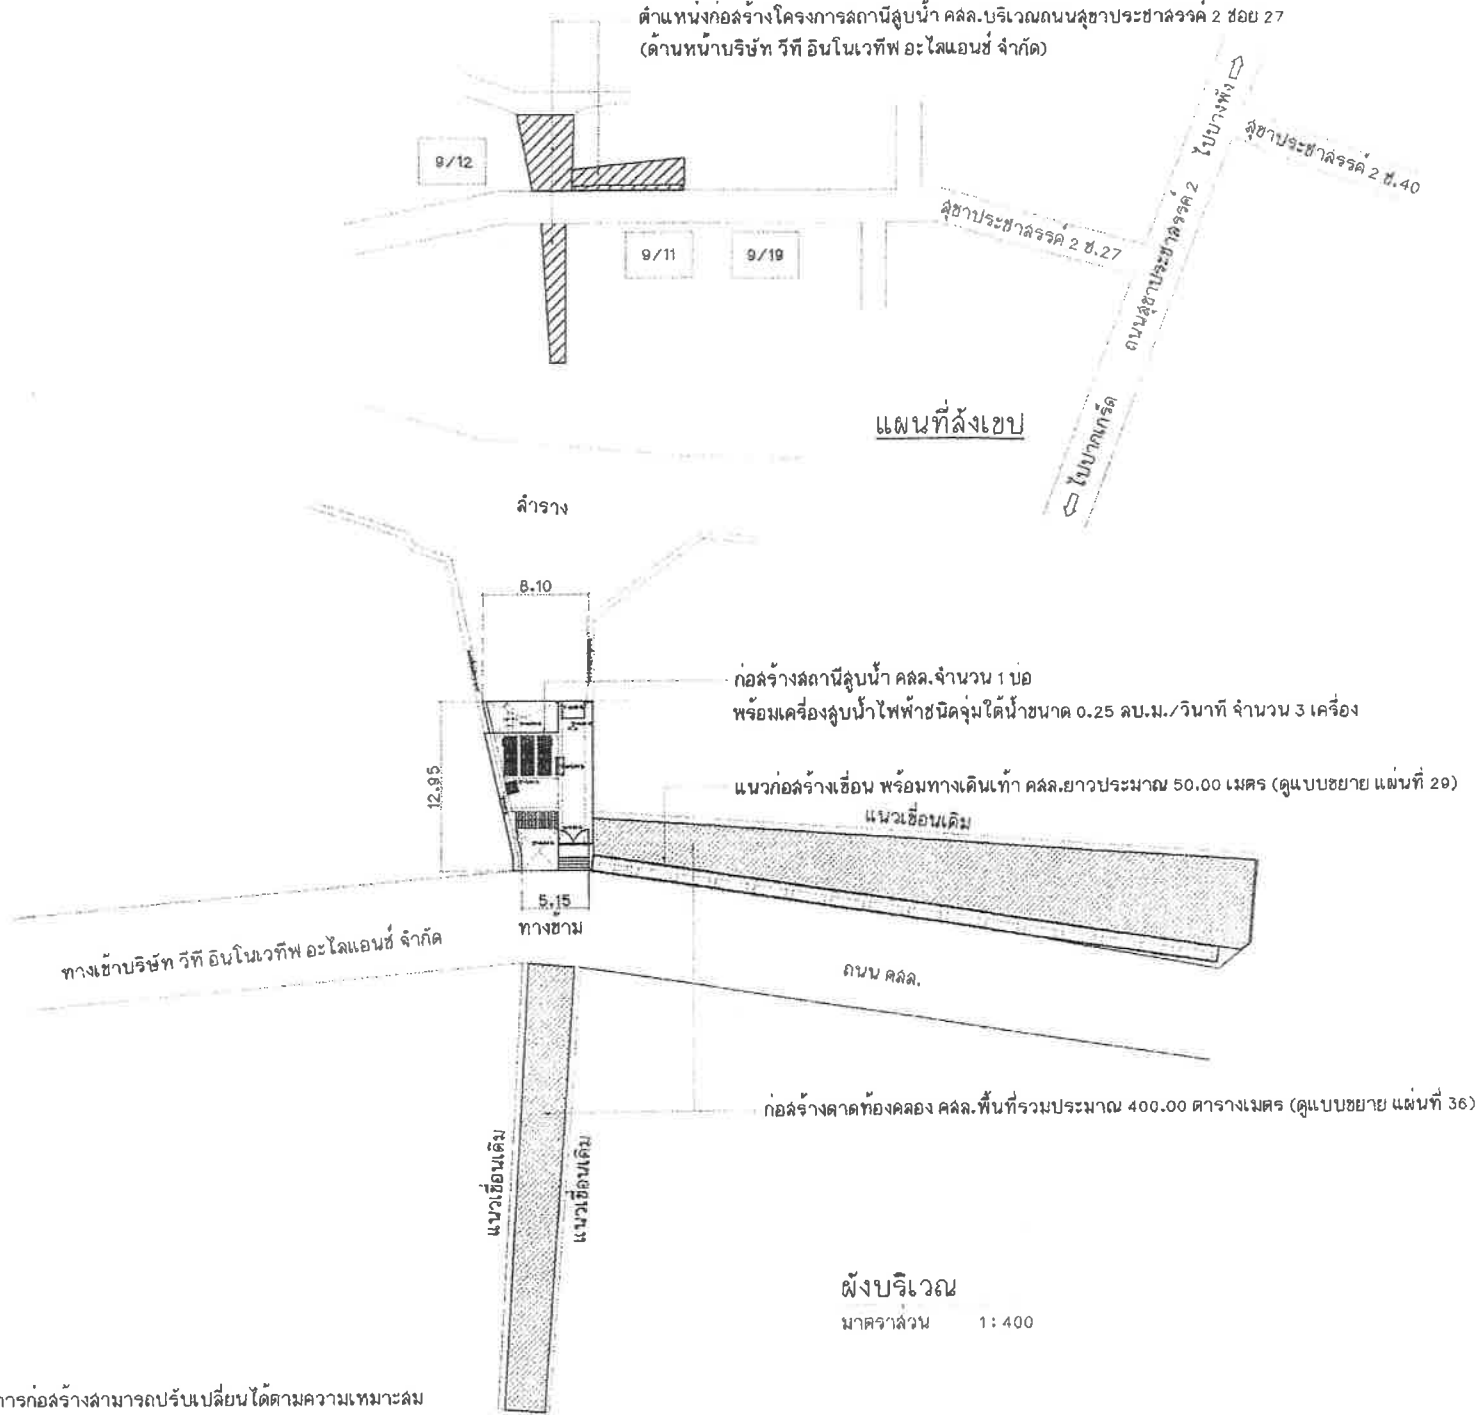 ตำแหน่งก่อสร้างโครงการสถานีสูบน้ำ คสล.บริเวณถนนสุขาประชาสรรค์ 2 ซอย 27
(ด้านหน้าบริษัท วีที อินโนเวทีฟ อะไลแอนซ์ จำกัด)
ไปบางพัง
สุขาประชาสรรค์ 2 ซ.40
9/12
สุขาประชาสรรค์ 2 ซ.27
9/11
9/19
ถนนสุขาประชาสรรค์ 2
ไปปากเกร็ด
แผนที่สังเขป
ลำราง
8.10
ก่อสร้างสถานีสูบน้ำ คสล.จำนวน 1 บ่อ
พร้อมเครื่องสูบน้ำไฟฟ้าชนิดจุ่มใต้น้ำขนาด 0.25 ลบ.ม./วินาที จำนวน 3 เครื่อง
12.95
แนวก่อสร้างเขื่อน พร้อมทางเดินเท้า คสล.ยาวประมาณ 50.00 เมตร (ดูแบบขยาย แผ่นที่ 29)
แนวเขื่อนเดิม
5.15
ทางข้าม
ทางเข้าบริษัท วีที อินโนเวทีฟ อะไลแอนซ์ จำกัด
ถนน คสล.
ก่อสร้างดาดท้องคลอง คสล.พื้นที่รวมประมาณ 400.00 ตารางเมตร (ดูแบบขยาย แผ่นที่ 36)
แนวเขื่อนเดิม
แนวเขื่อนเดิม
ผังบริเวณ
มาตราส่วน 1:400
การก่อสร้างสามารถปรับเปลี่ยนได้ตามความเหมาะสม